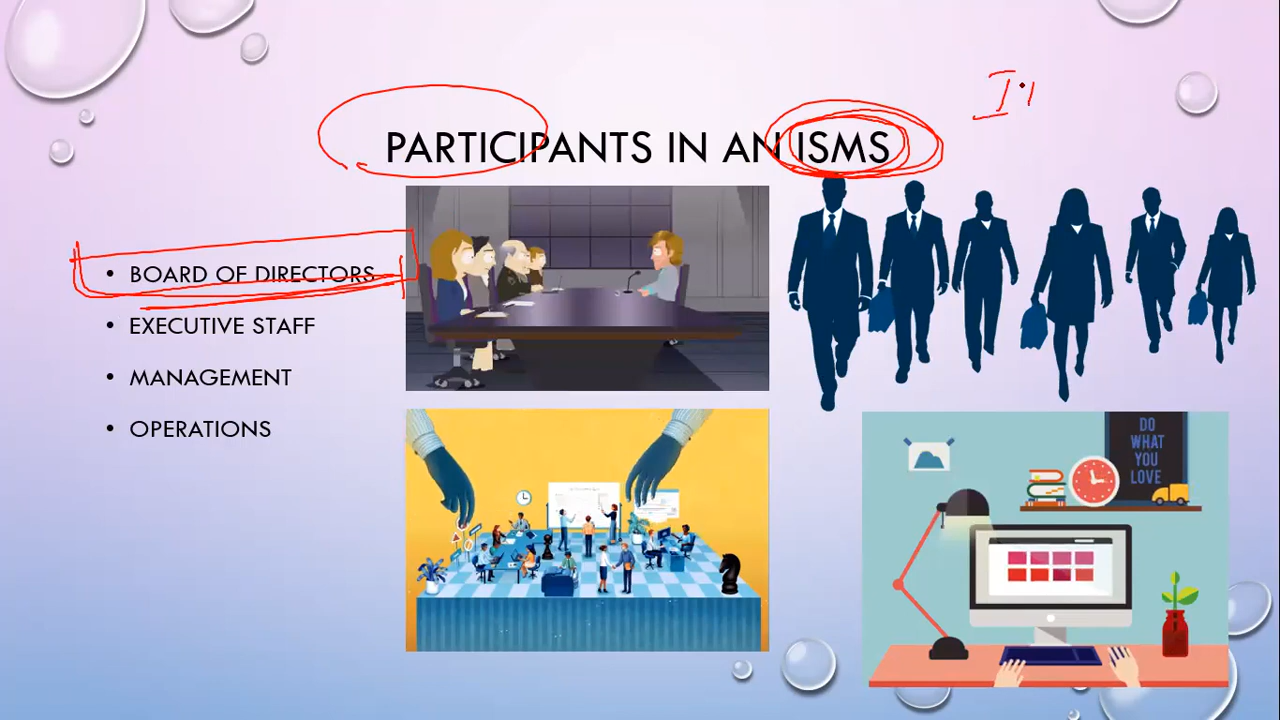 PARTICIPANTS IN AN ISMS
• BOARD OF DIRECTORS
• EXECUTIVE STAFF
• MANAGEMENT
• OPERATIONS
DO
WHAT
YOU
LOVE